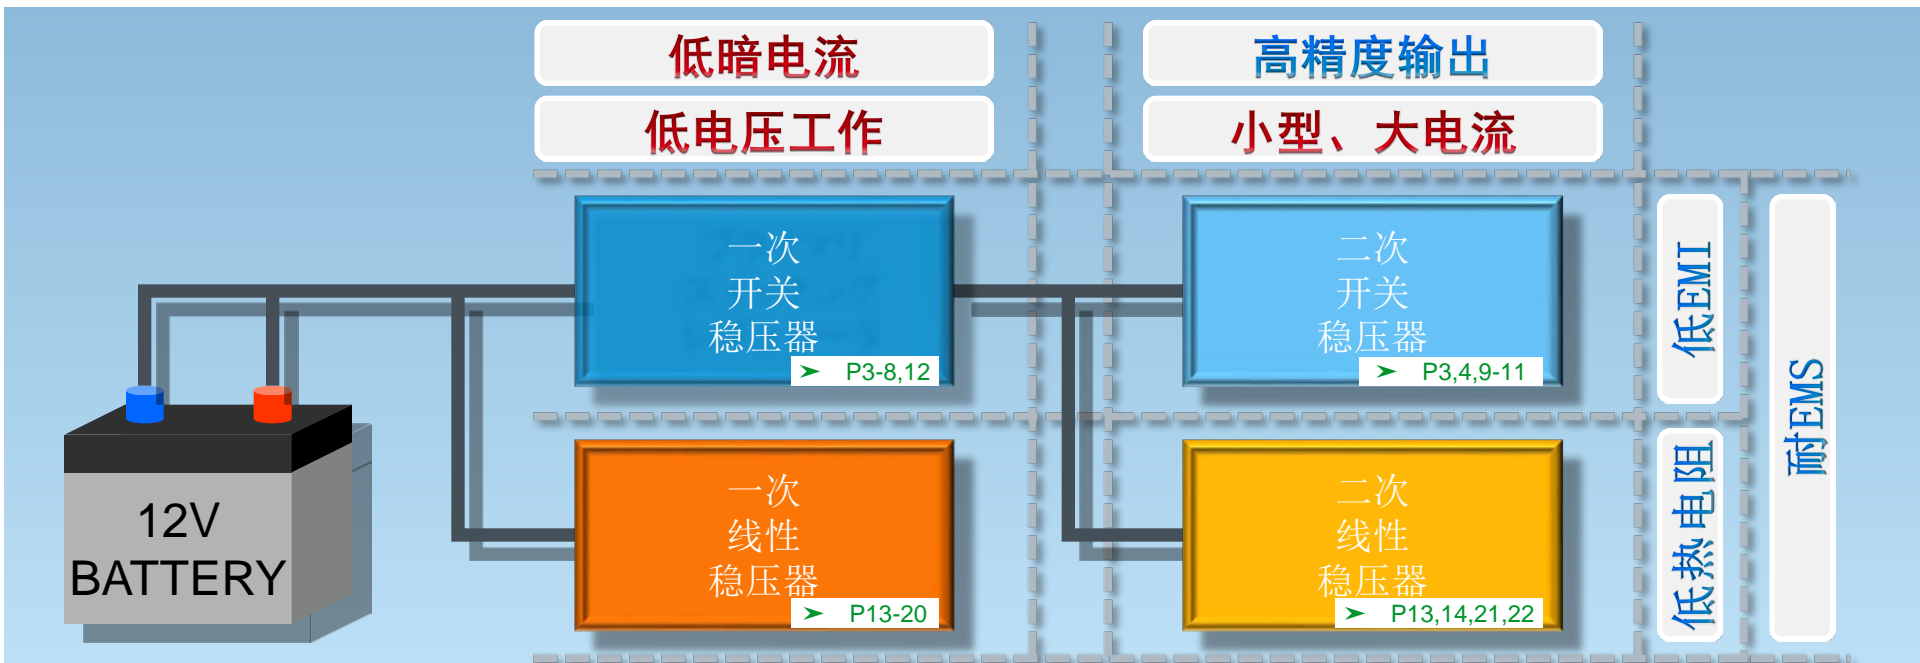 低暗电流
高精度输出
低电压工作
小型、大电流
一次
开关
稳压器
➤ P3-8,12
二次
开关
稳压器
➤ P3,4,9-11
低EMI
耐EMS
12V
BATTERY
一次
线性
稳压器
➤ P13-20
二次
线性
稳压器
➤ P13,14,21,22
低热电阻